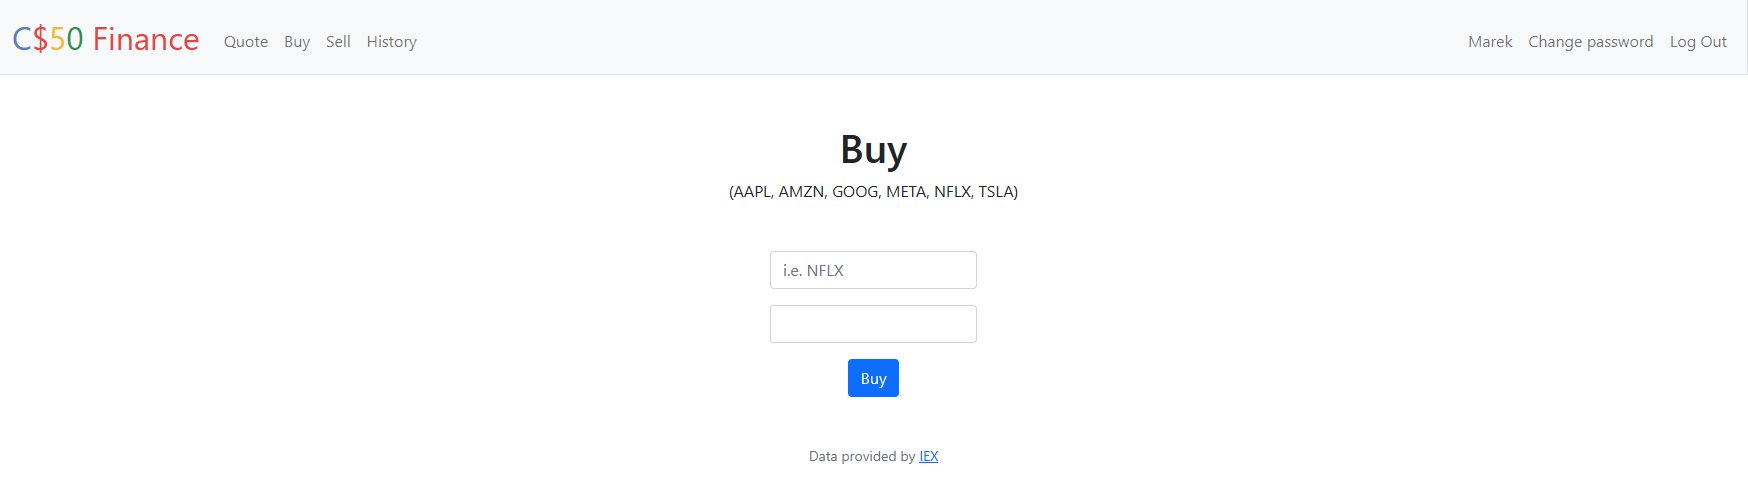 C$50 Finance Quote Buy Sell History Marek Change password Log Out
Buy
(AAPL, AMZN, GOOG, META, NFLX, TSLA)
i.e. NFLX
Buy
Data provided by IEX